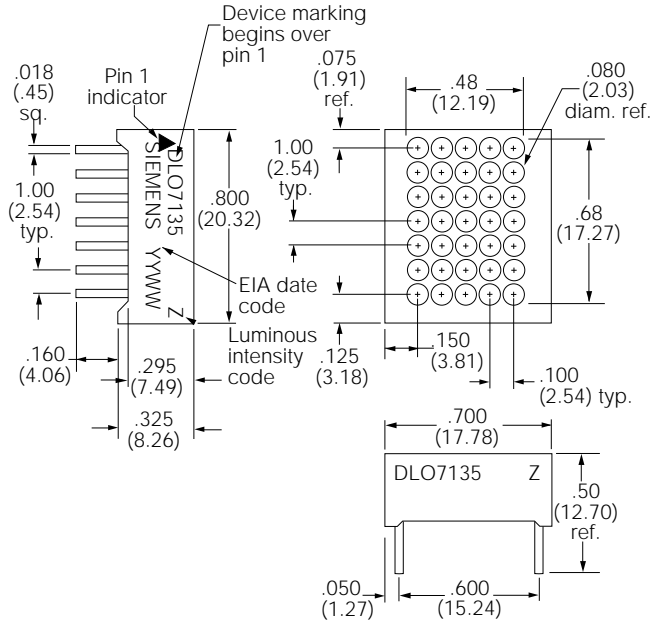 Device marking
begins over
pin 1
Pin 1
indicator
.018
(.45)
sq.
1.00
(2.54)
typ.
DLO7135
SIEMENS YYWW
Z
.800
(20.32)
EIA date
code
Luminous
intensity
code
.160
(4.06)
.295
(7.49)
.325
(8.26)
.075
(1.91)
ref.
.48
(12.19)
.080
(2.03)
diam. ref.
1.00
(2.54)
typ.
.68
(17.27)
.125
(3.18)
.150
(3.81)
.100
(2.54) typ.
.700
(17.78)
DLO7135 Z
.50
(12.70)
ref.
.050
(1.27)
.600
(15.24)